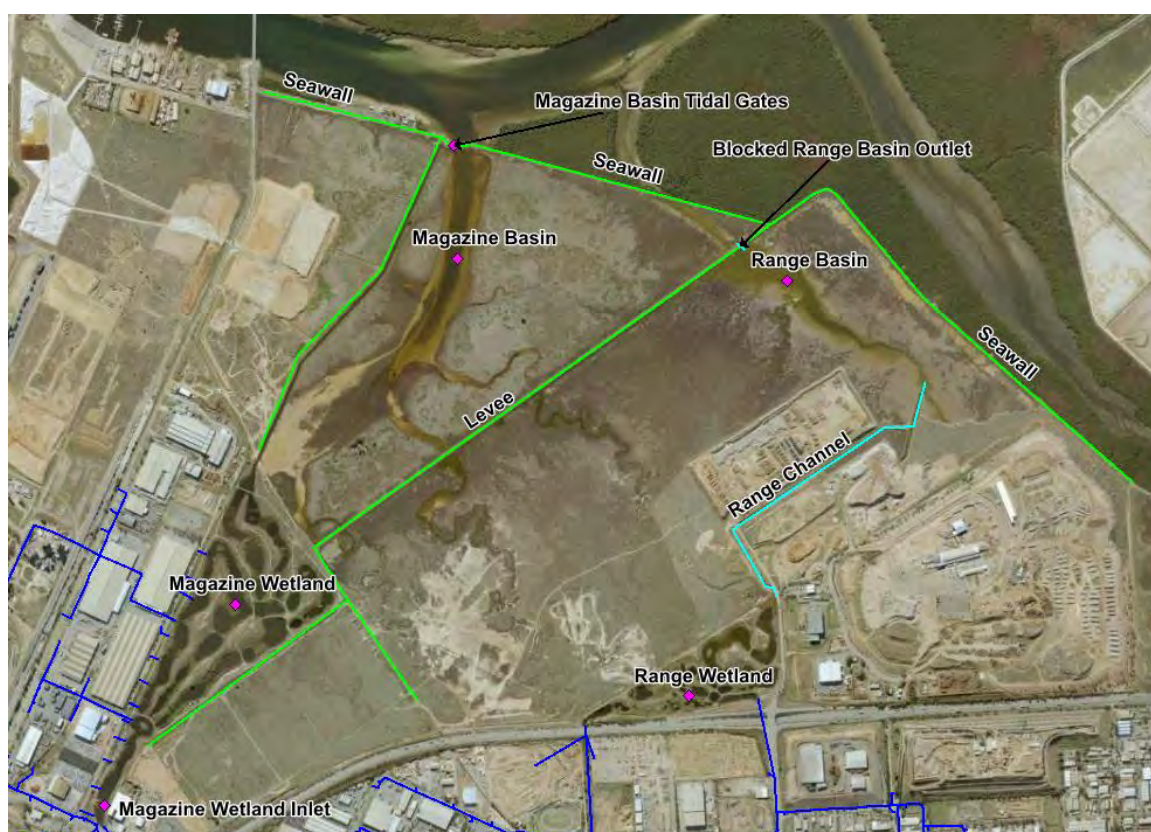 Seawall
Magazine Basin Tidal Gates
Blocked Range Basin Outlet
Seawall
Magazine Basin
Range Basin
Seawall
Levee
Range Channel
Magazine Wetland
Range Wetland
Magazine Wetland Inlet